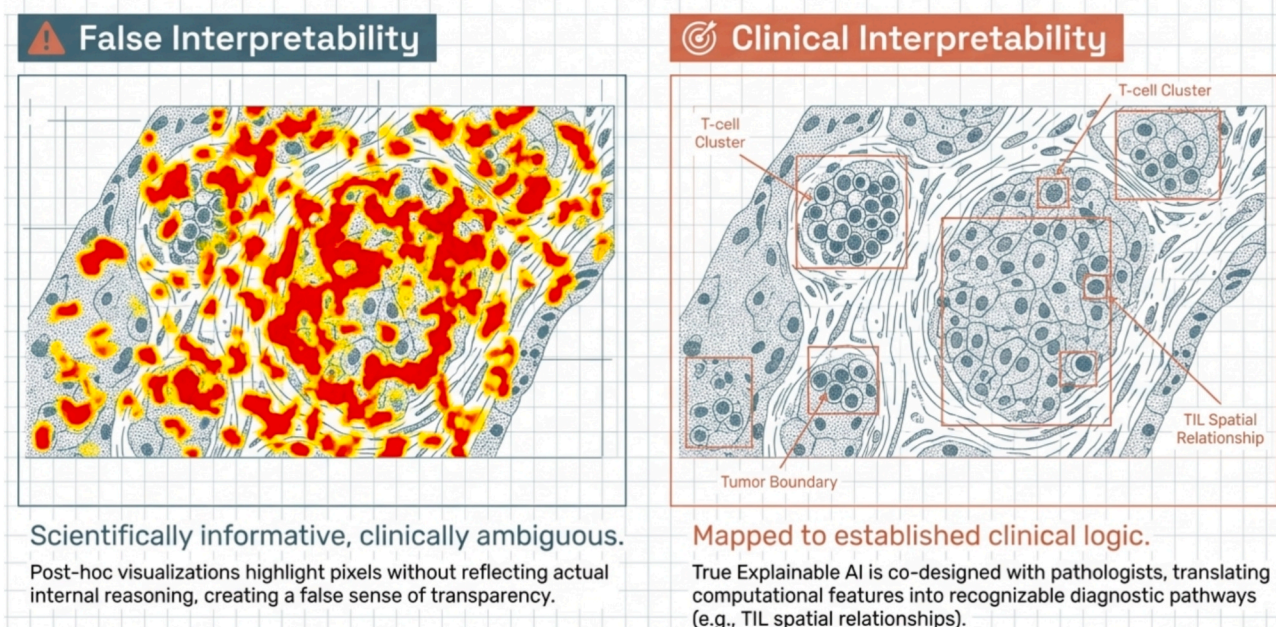 False Interpretability
Scientifically informative, clinically ambiguous.
Post-hoc visualizations highlight pixels without reflecting actual
internal reasoning, creating a false sense of transparency.
Clinical Interpretability
T-cell Cluster
T-cell
Cluster
TIL Spatial
Relationship
Tumor Boundary
Mapped to established clinical logic.
True Explainable AI is co-designed with pathologists, translating
computational features into recognizable diagnostic pathways
(e.g., TIL spatial relationships).